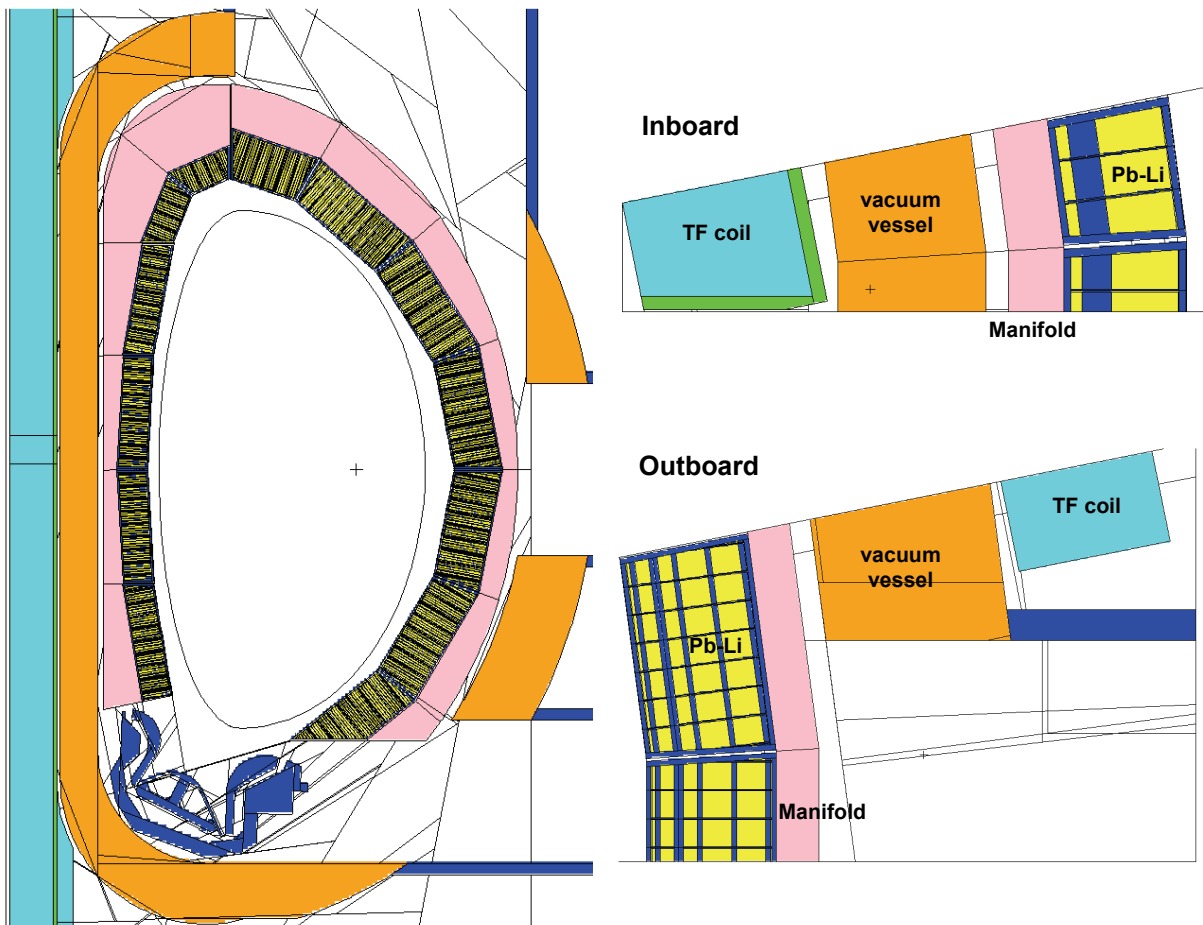 Inboard
Pb-Li
vacuum
vessel
TF coil
Manifold
Outboard
TF coil
vacuum
vessel
Pb-Li
Manifold